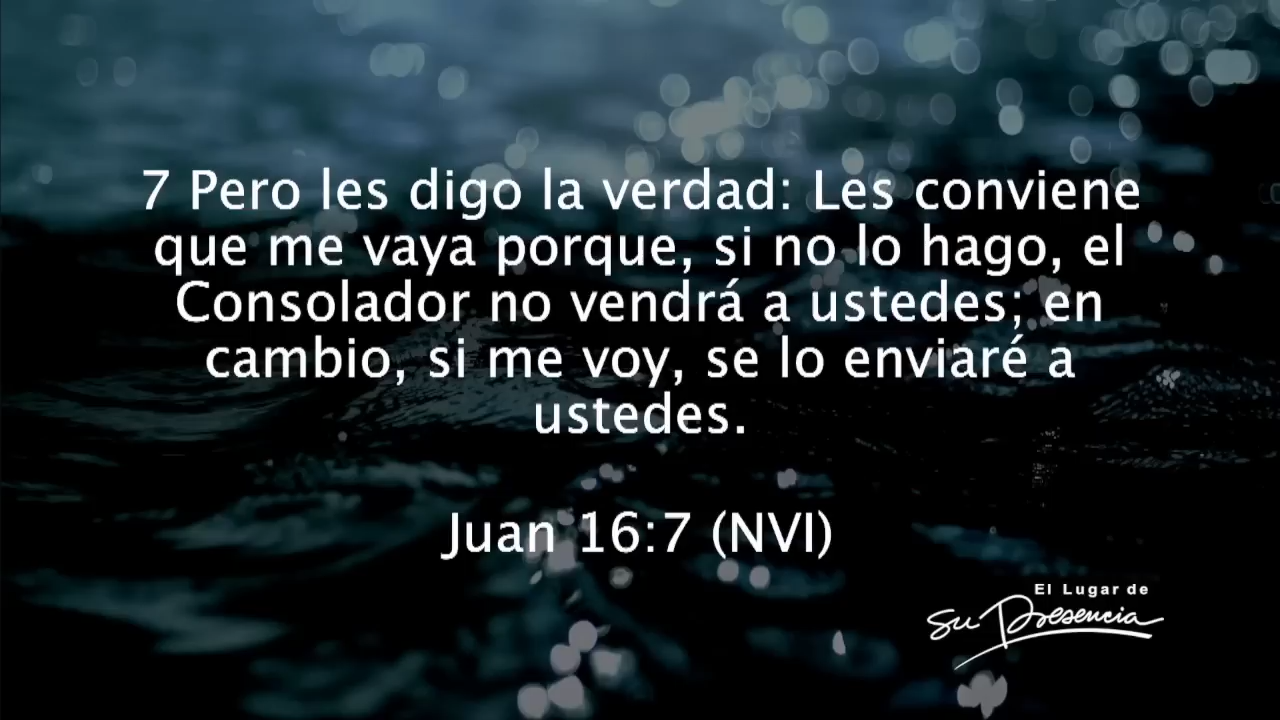 7 Pero les digo la verdad: Les conviene
que me vaya porque, si no lo hago, el
Consolador no vendrá a ustedes; en
cambio, si me voy, se lo enviaré a
ustedes.
Juan 16:7 (NVI)
El Lugar de
Su Presencia